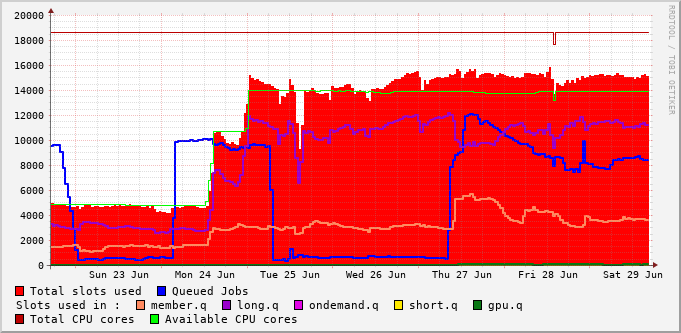 20000
18000
16000
14000
12000
10000
8000
6000
4000
2000
0
Sun 23 Jun Mon 24 Jun Tue 25 Jun Wed 26 Jun Thu 27 Jun Fri 28 Jun Sat 29 Jun
Total slots used Queued Jobs
Slots used in : member.q long.q ondemand.q short.q gpu.q
Total CPU cores Available CPU cores
RRDTOOL / TOBI OETIKER